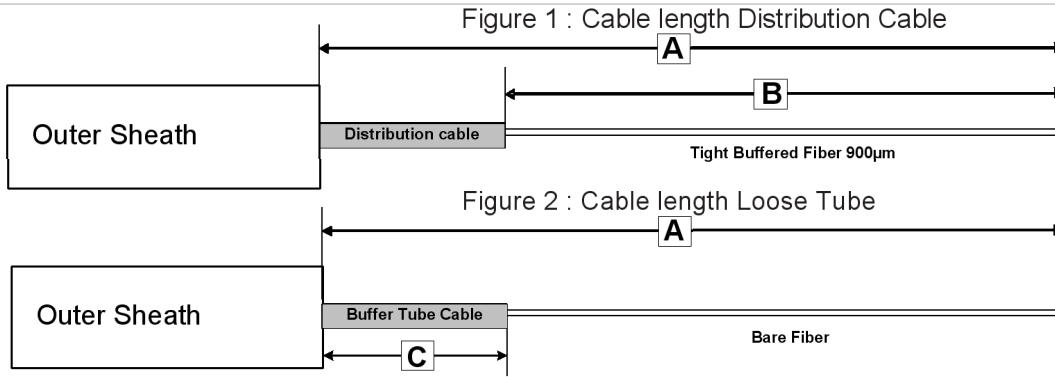 Figure 1 : Cable length Distribution Cable
A
B
Outer Sheath
Distribution cable
Tight Buffered Fiber 900µm
Figure 2 : Cable length Loose Tube
A
Outer Sheath
Buffer Tube Cable
Bare Fiber
C